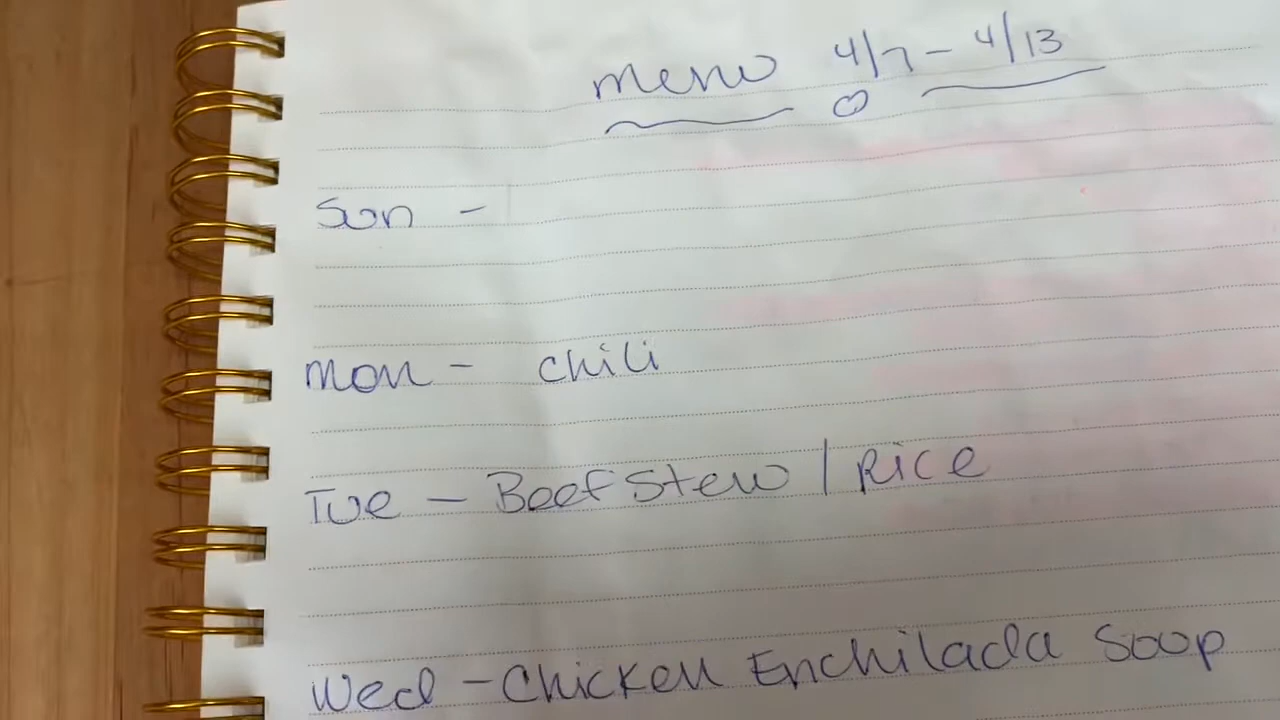 Menu 4/7 - 4/13
Sun -
Mon - Chili
Tue - Beef Stew / Rice
Wed - Chicken Enchilada Soup